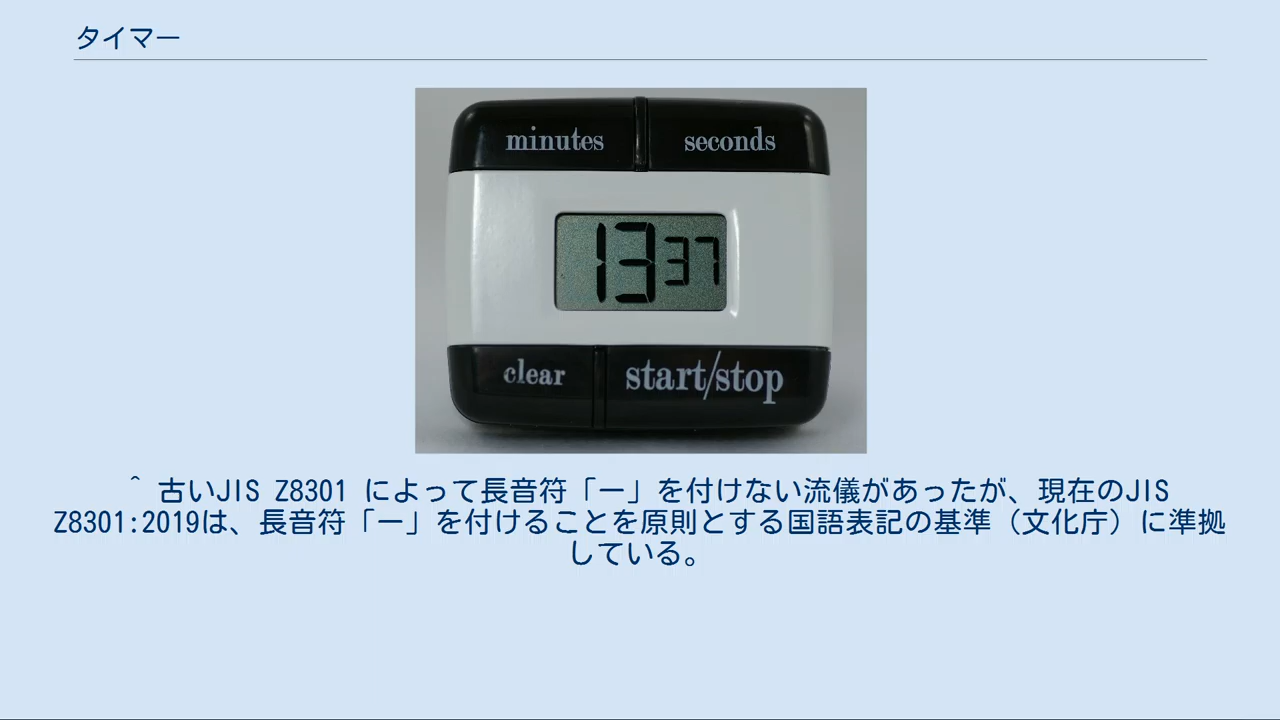 タイマー
minutes seconds
13 37
clear start/stop
^ 古いJIS Z8301 によって長音符「ー」を付けない流儀があったが、現在のJIS
Z8301:2019は、長音符「ー」を付けることを原則とする国語表記の基準（文化庁）に準拠
している。